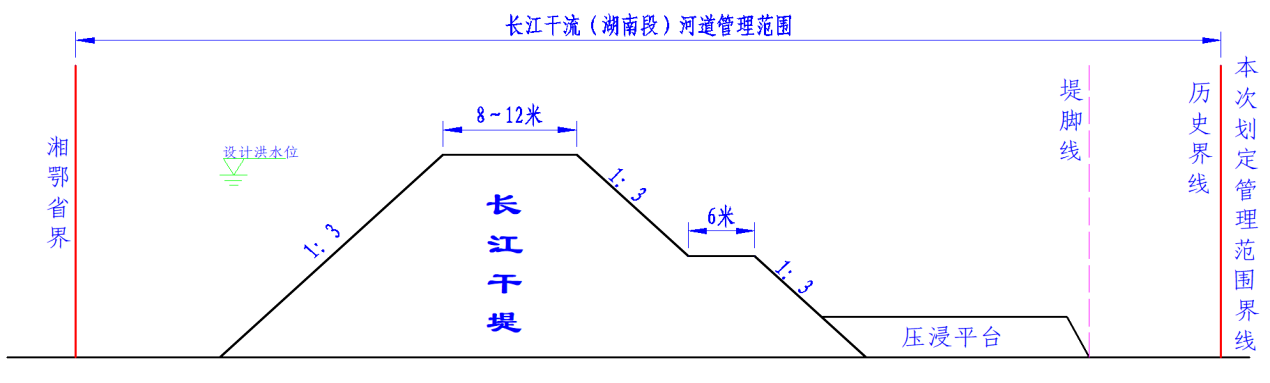 长江干流（湖南段）河道管理范围
湘鄂省界
设计洪水位
1: 3
8～12米
长江干堤
1: 3
6米
1: 3
压浸平台
堤脚线
历史界线
本次划定管理范围界线